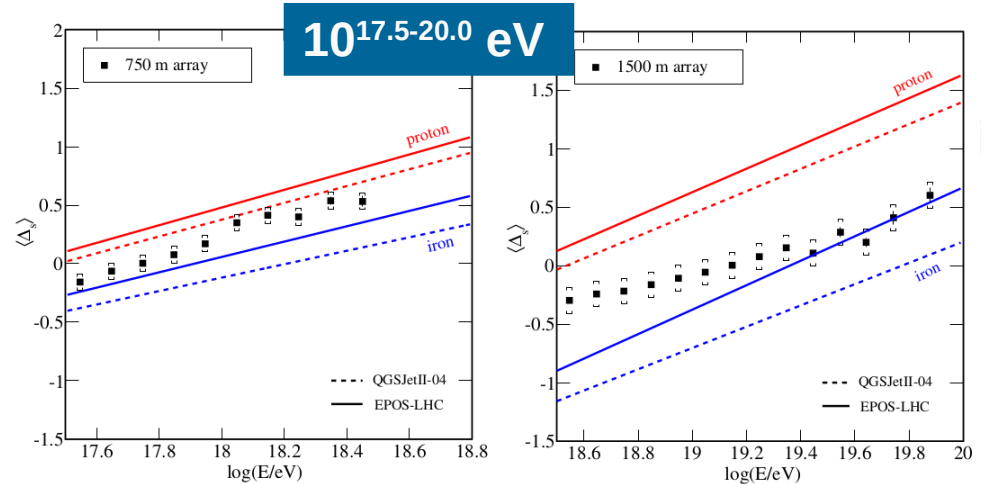 10^17.5-20.0 eV
2
1.5
1
0.5
0
-0.5
-1
-1.5
⟨Δs⟩
750 m array
proton
iron
QGSJetII-04
EPOS-LHC
17.6 17.8 18 18.2 18.4 18.6 18.8
log(E/eV)
1.5
1
0.5
0
-0.5
-1
-1.5
⟨Δs⟩
1500 m array
proton
iron
QGSJetII-04
EPOS-LHC
18.6 18.8 19 19.2 19.4 19.6 19.8 20
log(E/eV)